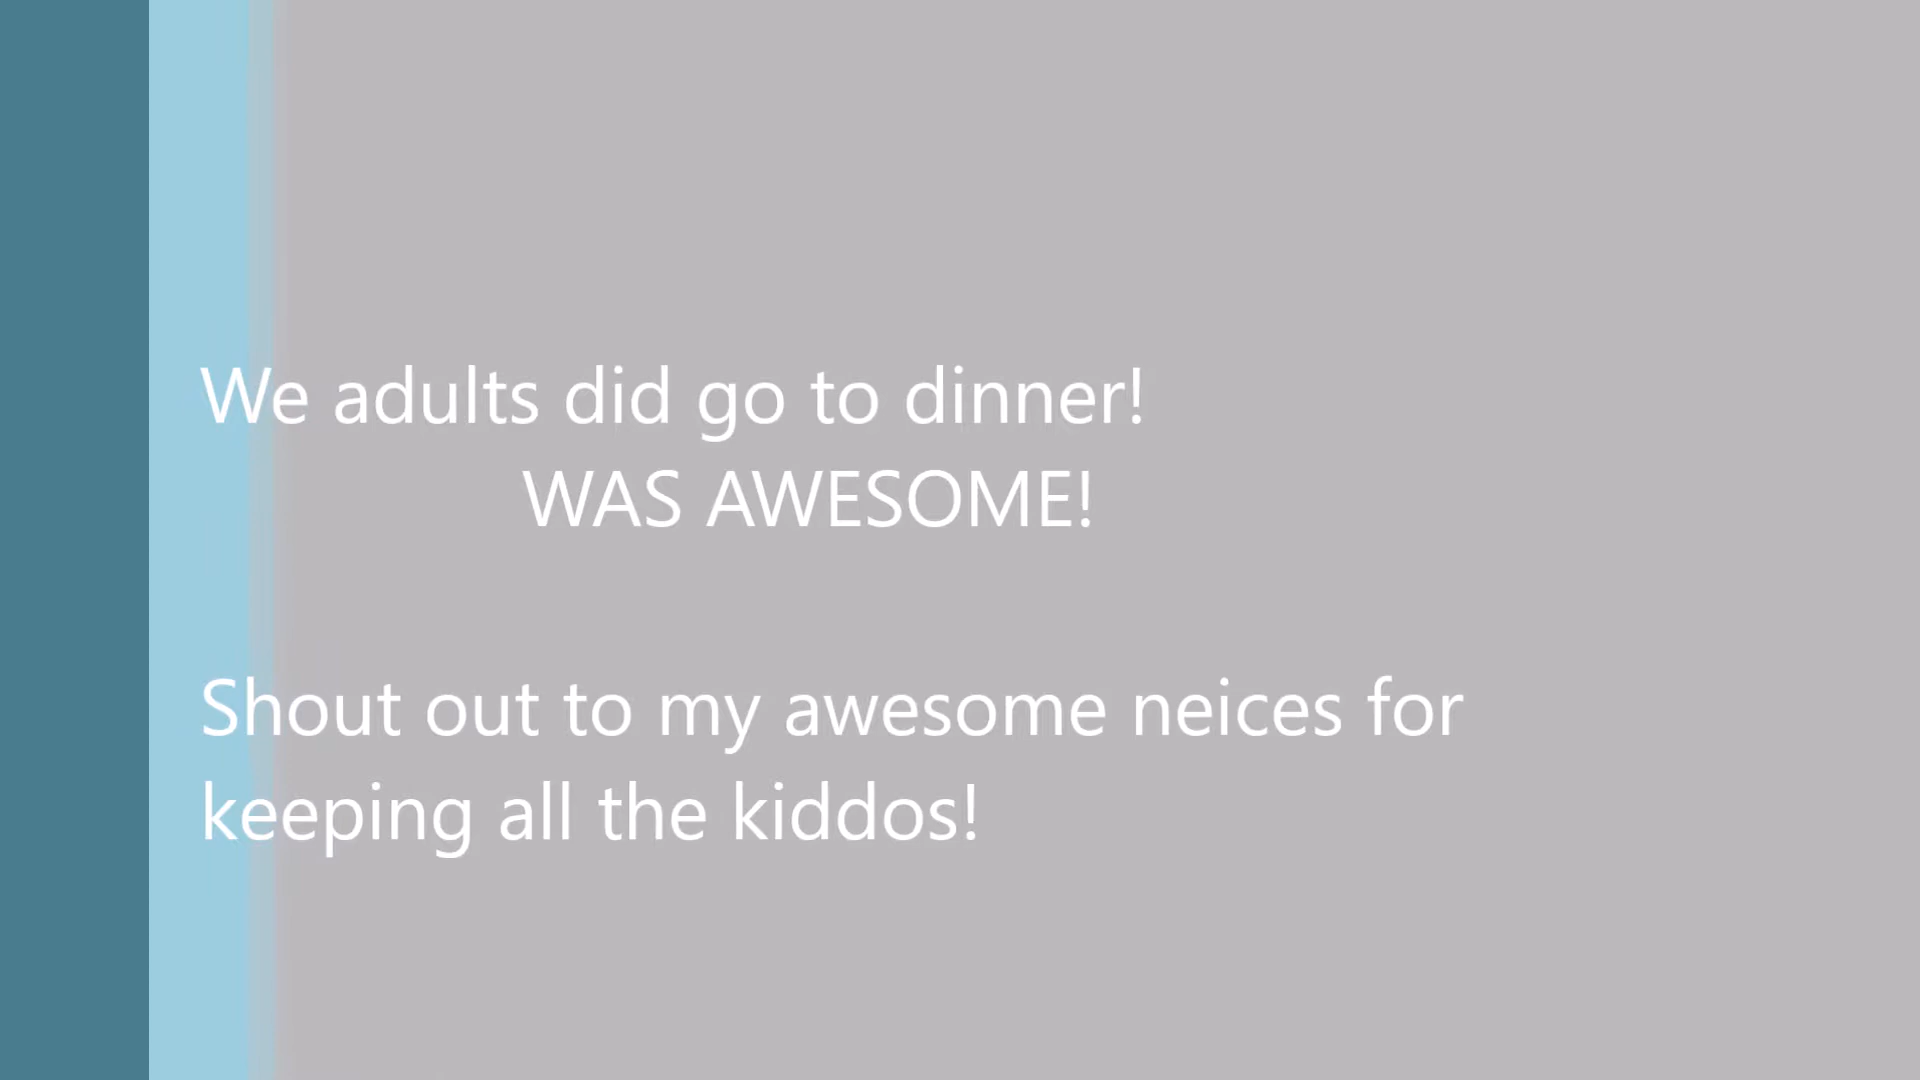 We adults did go to dinner!
WAS AWESOME!
Shout out to my awesome neices for
keeping all the kiddos!